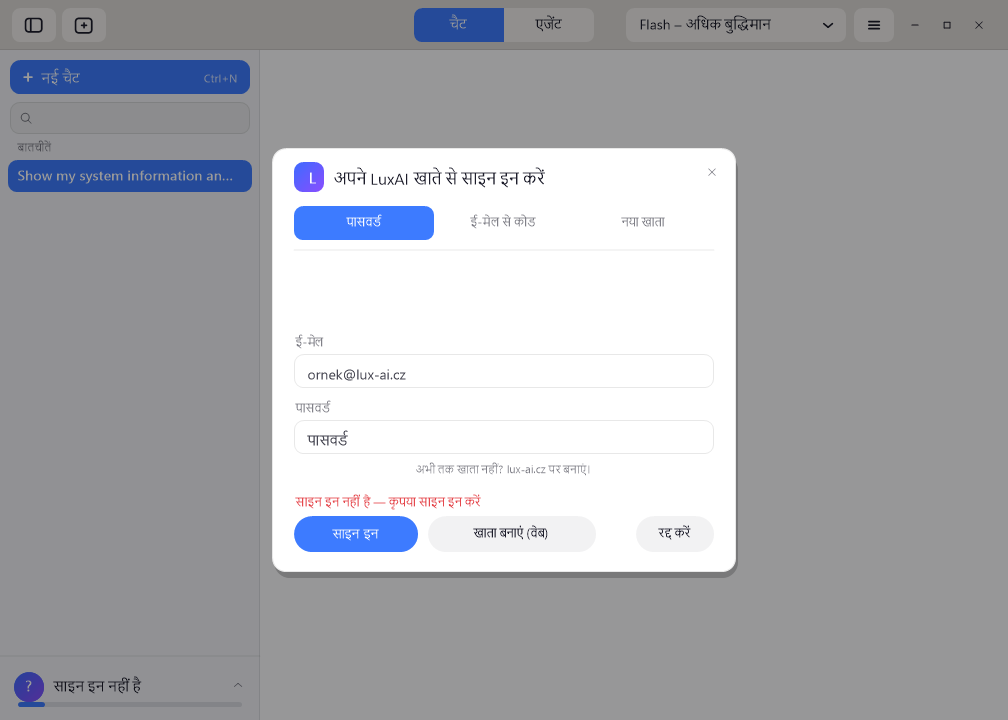 चैट
एजेंट
Flash – अधिक बुद्धिमान
+ नई चैट
Ctrl+N
बातचीतें
Show my system information an...
L
अपने LuxAI खाते से साइन इन करें
पासवर्ड
ई-मेल से कोड
नया खाता
ई-मेल
ornek@lux-ai.cz
पासवर्ड
पासवर्ड
अभी तक खाता नहीं? lux-ai.cz पर बनाएं।
साइन इन नहीं है — कृपया साइन इन करें
साइन इन
खाता बनाएं (वेब)
रद्द करें
?
साइन इन नहीं है